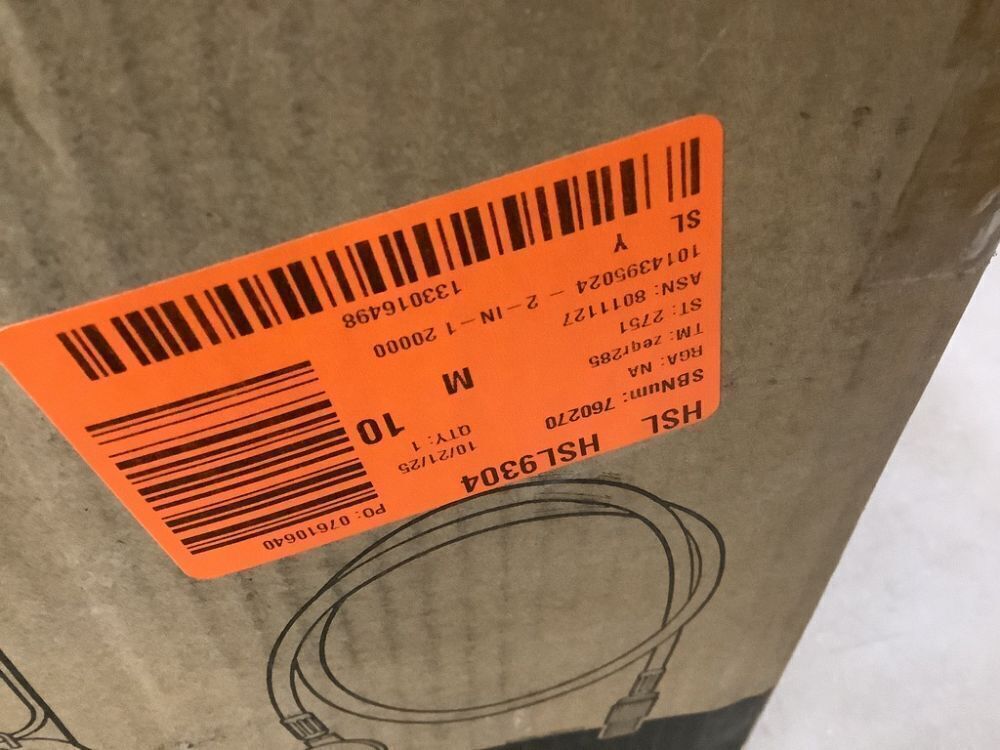 HSL HSL9304
SBNum: 760270
10/21/25
PO: 07610640
RGA: NA
QTY: 1
TM: zeqr285
10
ST: 2751
M
ASN: 8011127
1014395024 - 2-IN-1 20000
Y
SL
133016498